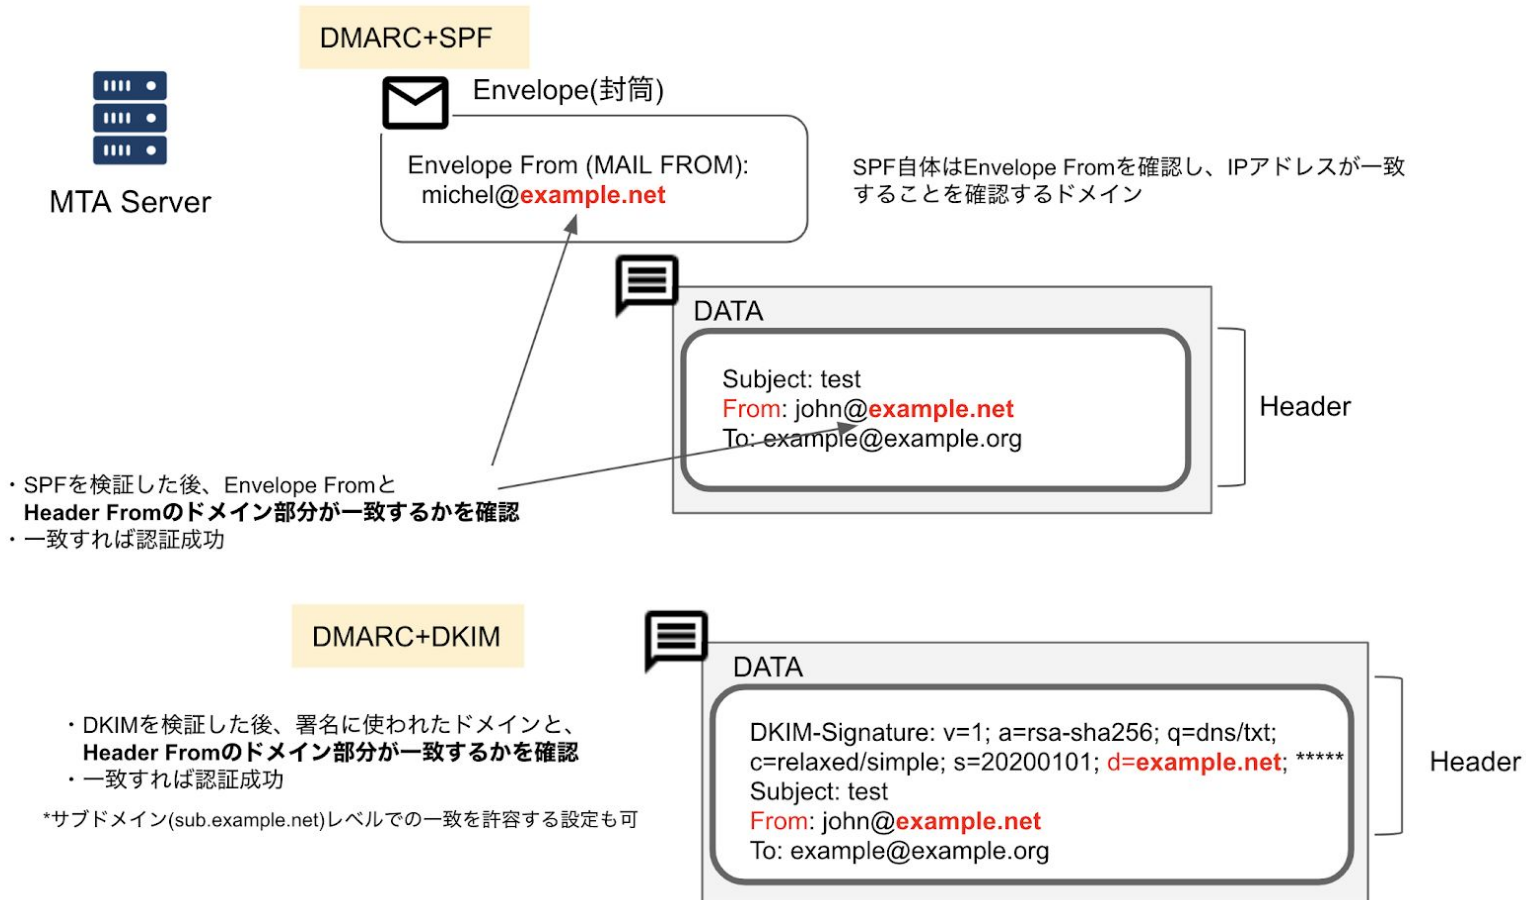 DMARC+SPF
Envelope(封筒)
Envelope From (MAIL FROM):
michel@example.net
MTA Server
SPF自体はEnvelope Fromを確認し、IPアドレスが一致
することを確認するドメイン
DATA
Subject: test
From: john@example.net
To: example@example.org
Header
・SPFを検証した後、Envelope Fromと
Header Fromのドメイン部分が一致するかを確認
・一致すれば認証成功
DMARC+DKIM
・DKIMを検証した後、署名に使われたドメインと、
Header Fromのドメイン部分が一致するかを確認
・一致すれば認証成功
*サブドメイン(sub.example.net)レベルでの一致を許容する設定も可
DATA
DKIM-Signature: v=1; a=rsa-sha256; q=dns/txt;
c=relaxed/simple; s=20200101; d=example.net; *****
Subject: test
From: john@example.net
To: example@example.org
Header